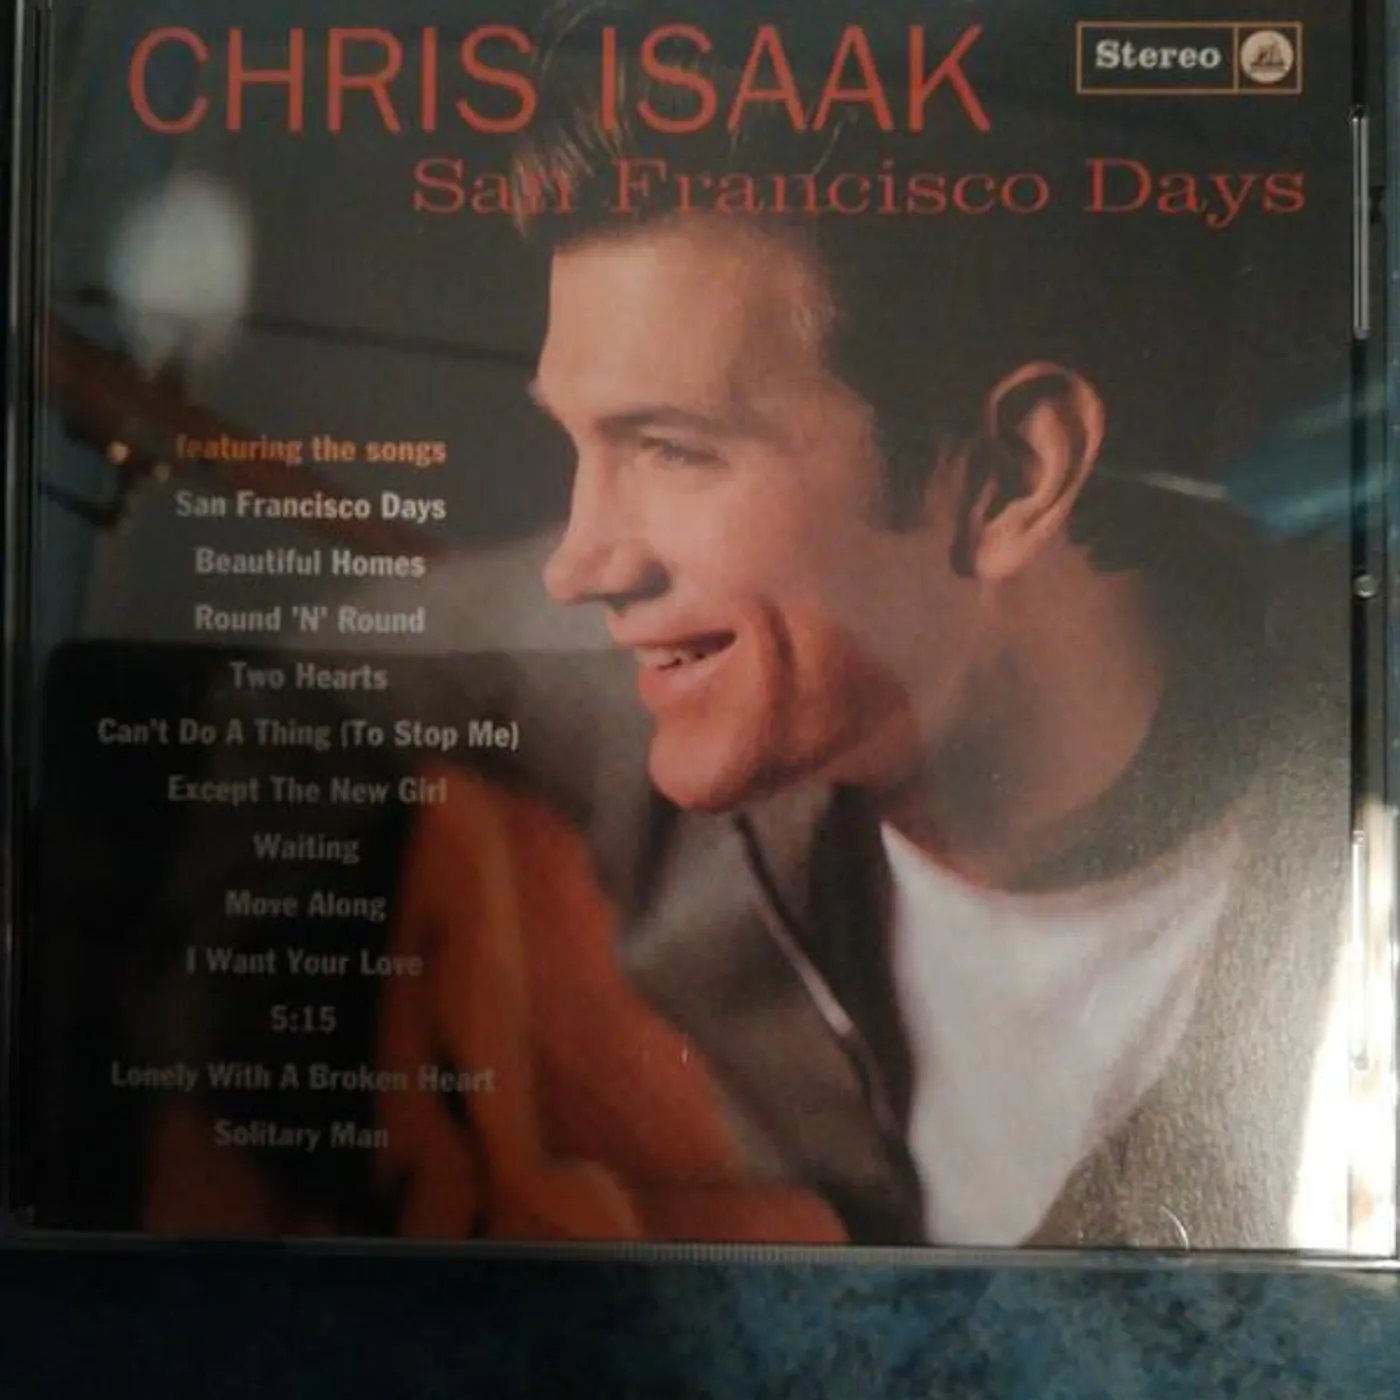 CHRIS ISAAK
Stereo
San Francisco Days
featuring the songs
San Francisco Days
Beautiful Homes
Round 'N' Round
Two Hearts
Can't Do A Thing (To Stop Me)
Except The New Girl
Waiting
Move Along
I Want Your Love
5:15
Lonely With A Broken Heart
Solitary Man